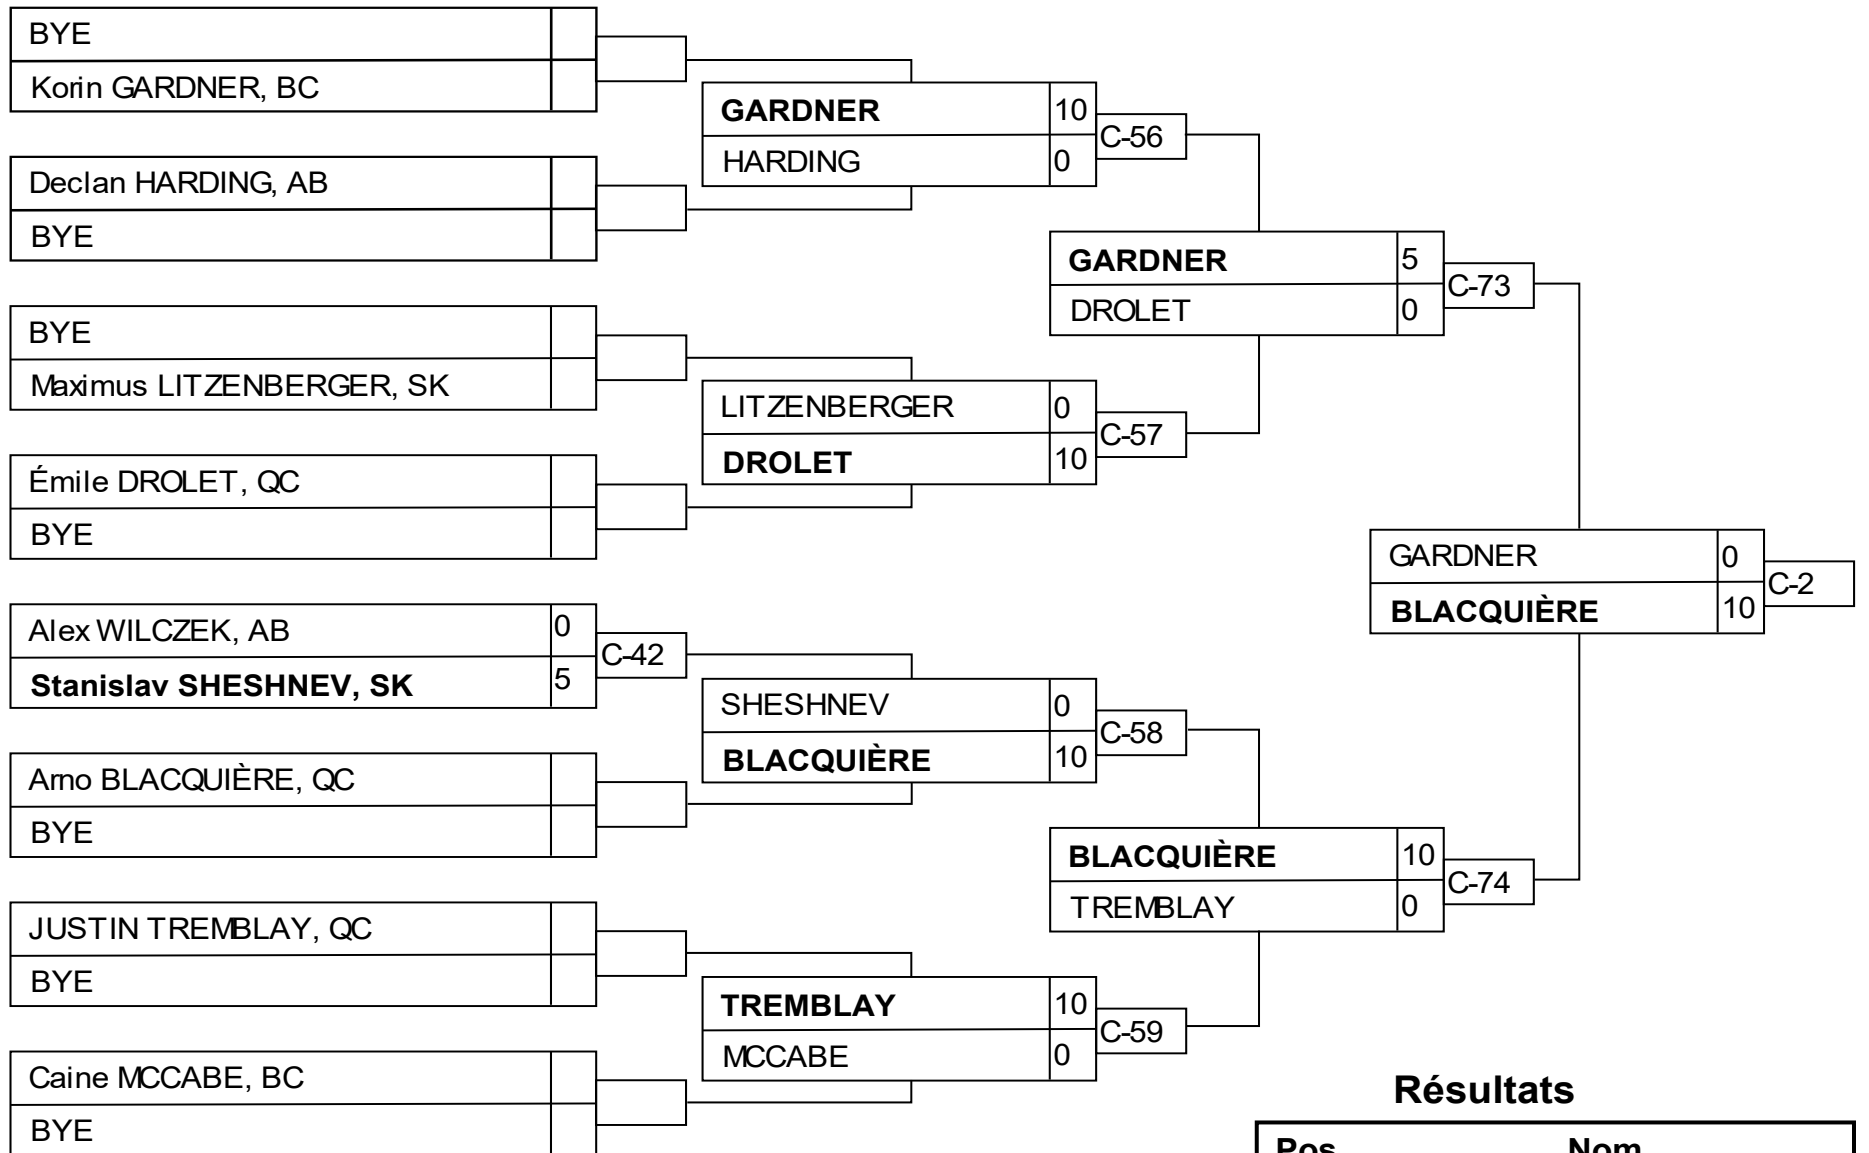 BYE
Korin GARDNER, BC
Declan HARDING, AB
BYE
BYE
Maximus LITZENBERGER, SK
Émile DROLET, QC
BYE
Alex WILCZEK, AB 0
Stanislav SHESHNEV, SK 5
C-42
Arno BLACQUIÈRE, QC
BYE
JUSTIN TREMBLAY, QC
BYE
Caine MCCABE, BC
BYE
GARDNER 10
HARDING 0
C-56
LITZENBERGER 0
DROLET 10
C-57
SHESHNEV 0
BLACQUIÈRE 10
C-58
TREMBLAY 10
MCCABE 0
C-59
GARDNER 5
DROLET 0
C-73
BLACQUIÈRE 10
TREMBLAY 0
C-74
GARDNER 0
BLACQUIÈRE 10
C-2
Résultats
Pos Nom